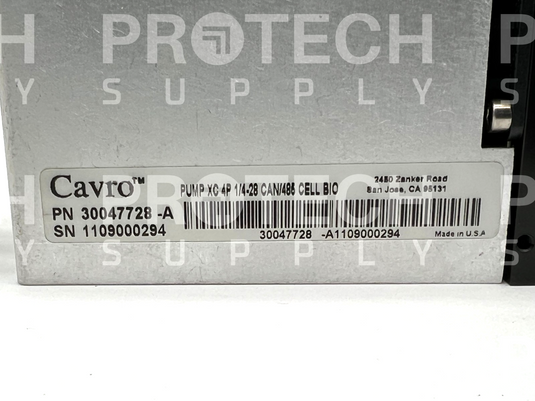 PROTECH
SUPPLY S
Cavro™
PUMP XC 4P 1/4-28 CAN/485 CELL BIO
2450 Zanker Road
San Jose, CA 95131
PN 30047728 -A
SN 1109000294
30047728 -A1109000294
Made in U.S.A
PROTECH
SUPPLY